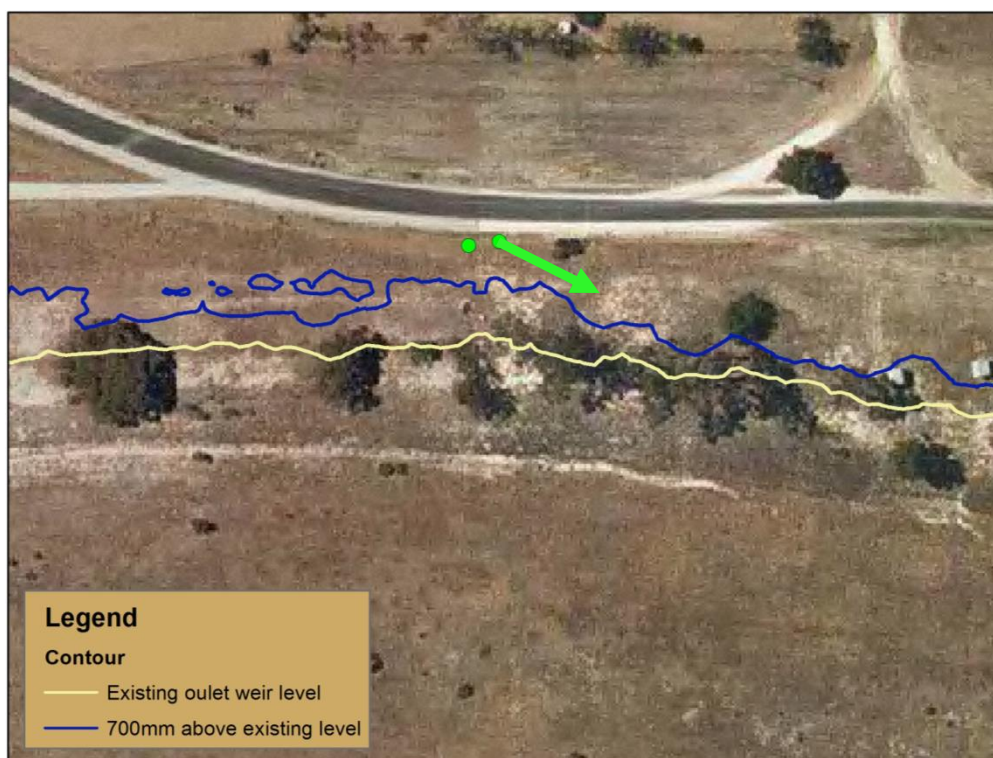 Legend
Contour
Existing oulet weir level
700mm above existing level